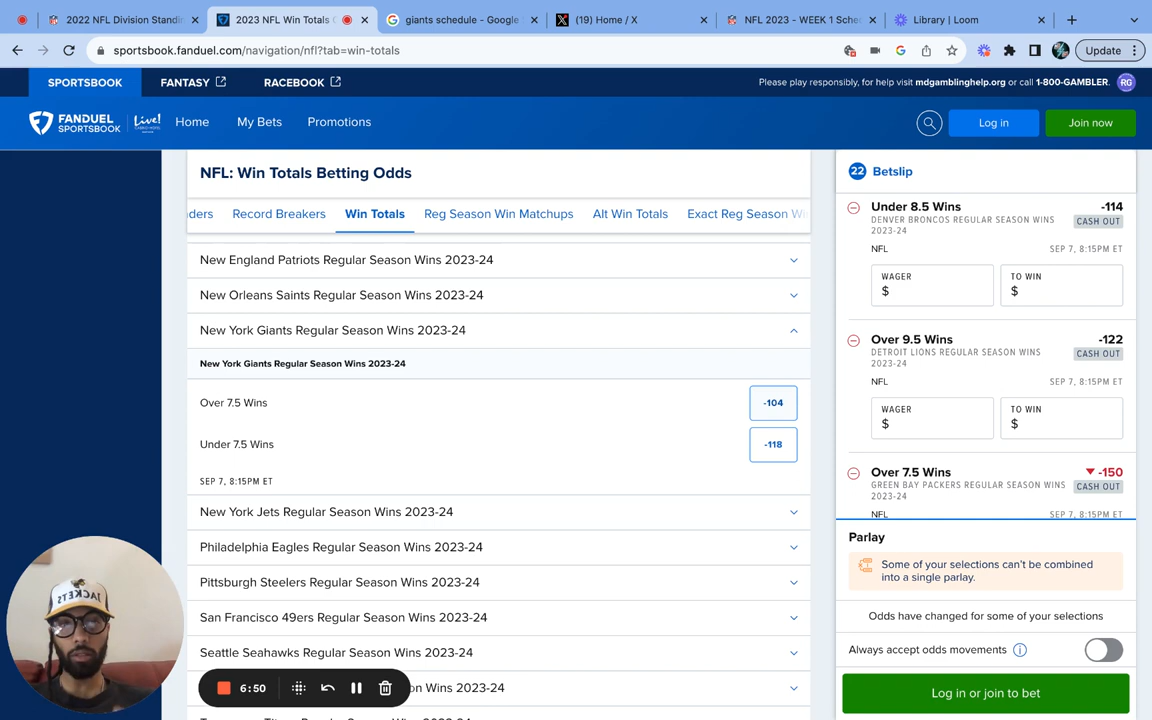 2022 NFL Division Standin
2023 NFL Win Totals
giants schedule - Google
(19) Home / X
NFL 2023 - WEEK 1 Sche
Library | Loom
sportsbook.fanduel.com/navigation/nfl?tab=win-totals
Update
SPORTSBOOK
FANTASY
RACEBOOK
Please play responsibly, for help visit mdgamblinghelp.org or call 1-800-GAMBLER.
RG
FANDUEL
SPORTSBOOK
Live!
Home
My Bets
Promotions
Log in
Join now
NFL: Win Totals Betting Odds
ders
Record Breakers
Win Totals
Reg Season Win Matchups
Alt Win Totals
Exact Reg Season Wi
New England Patriots Regular Season Wins 2023-24
New Orleans Saints Regular Season Wins 2023-24
New York Giants Regular Season Wins 2023-24
New York Giants Regular Season Wins 2023-24
Over 7.5 Wins
-104
Under 7.5 Wins
-118
SEP 7, 8:15PM ET
New York Jets Regular Season Wins 2023-24
Philadelphia Eagles Regular Season Wins 2023-24
Pittsburgh Steelers Regular Season Wins 2023-24
San Francisco 49ers Regular Season Wins 2023-24
Seattle Seahawks Regular Season Wins 2023-24
on Wins 2023-24
6:50
JACKETS
22 Betslip
Under 8.5 Wins
-114
DENVER BRONCOS REGULAR SEASON WINS
2023-24
CASH OUT
NFL
SEP 7, 8:15PM ET
WAGER
$
TO WIN
$
Over 9.5 Wins
-122
DETROIT LIONS REGULAR SEASON WINS
2023-24
CASH OUT
NFL
SEP 7, 8:15PM ET
WAGER
$
TO WIN
$
Over 7.5 Wins
-150
GREEN BAY PACKERS REGULAR SEASON WINS
2023-24
CASH OUT
NFL
SEP 7, 8:15PM ET
Parlay
Some of your selections can't be combined
into a single parlay.
Odds have changed for some of your selections
Always accept odds movements
Log in or join to bet